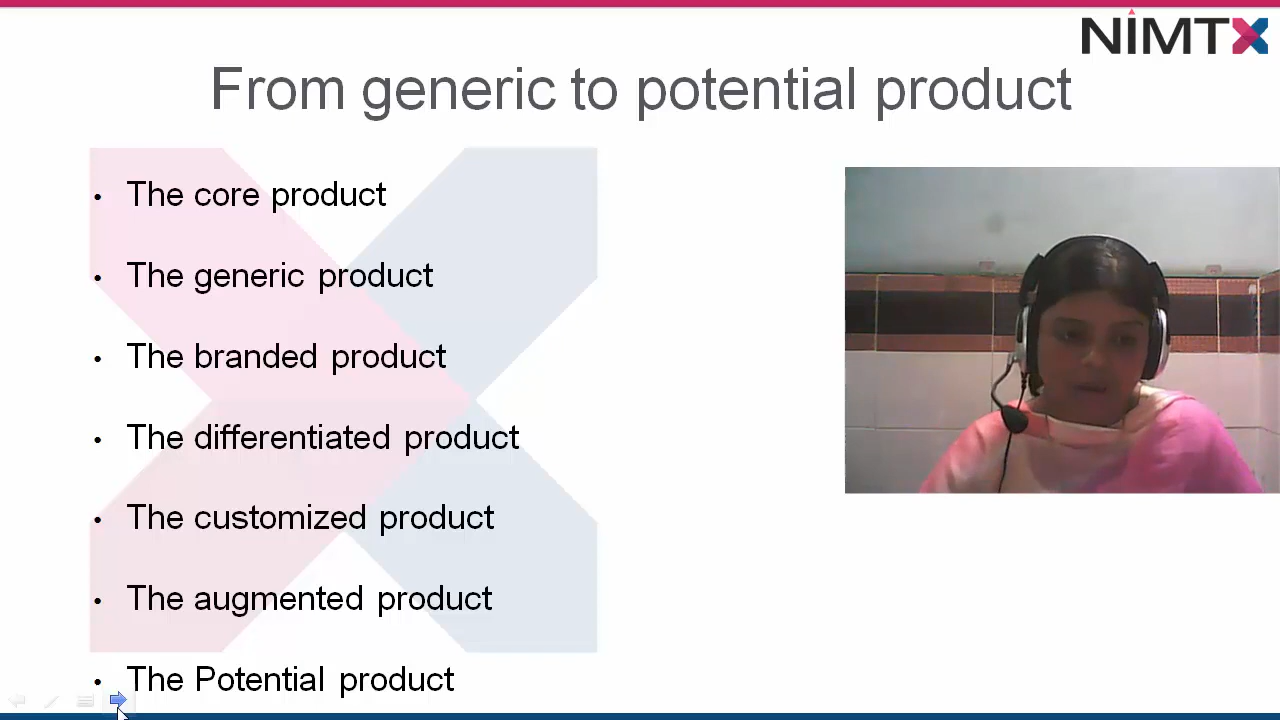 NIMTX
From generic to potential product
• The core product
• The generic product
• The branded product
• The differentiated product
• The customized product
• The augmented product
• The Potential product